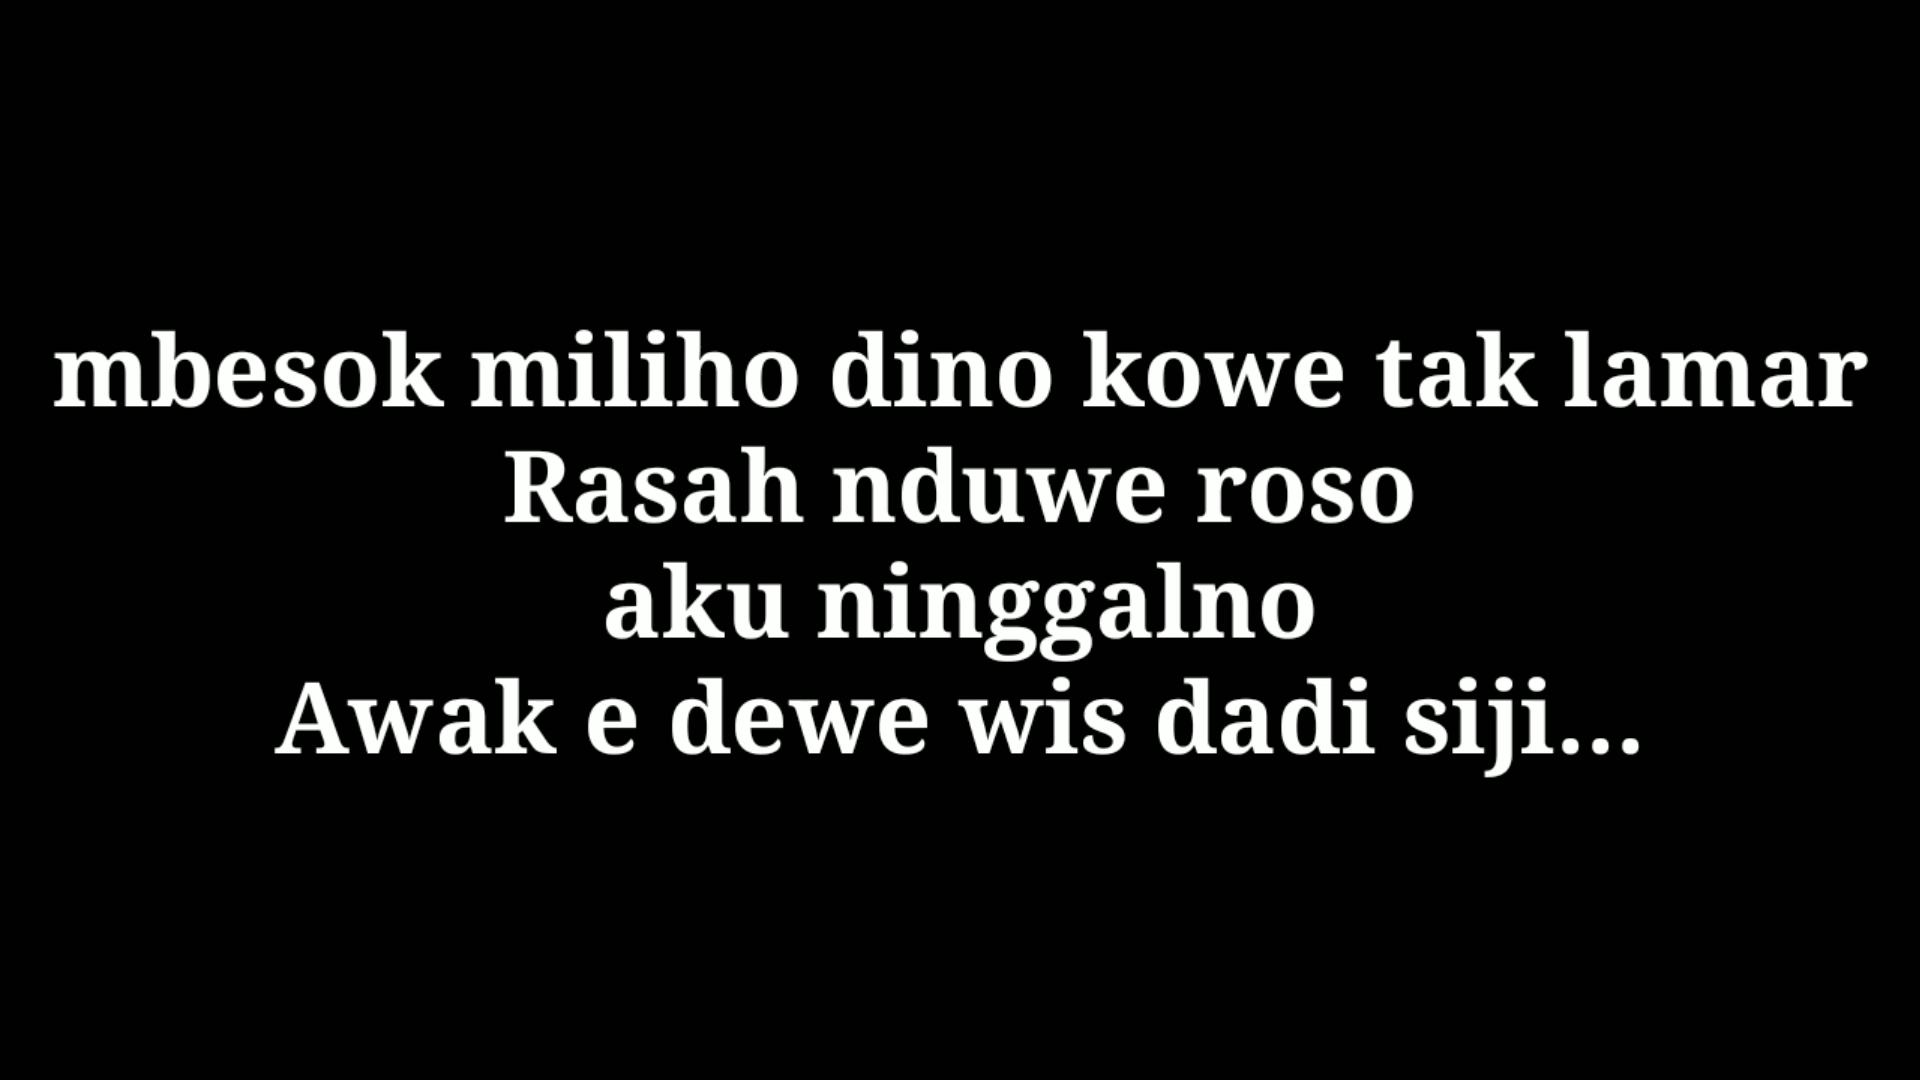 mbesok miliho dino kowe tak lamar
Rasah nduwe roso
aku ninggalno
Awak e dewe wis dadi siji...